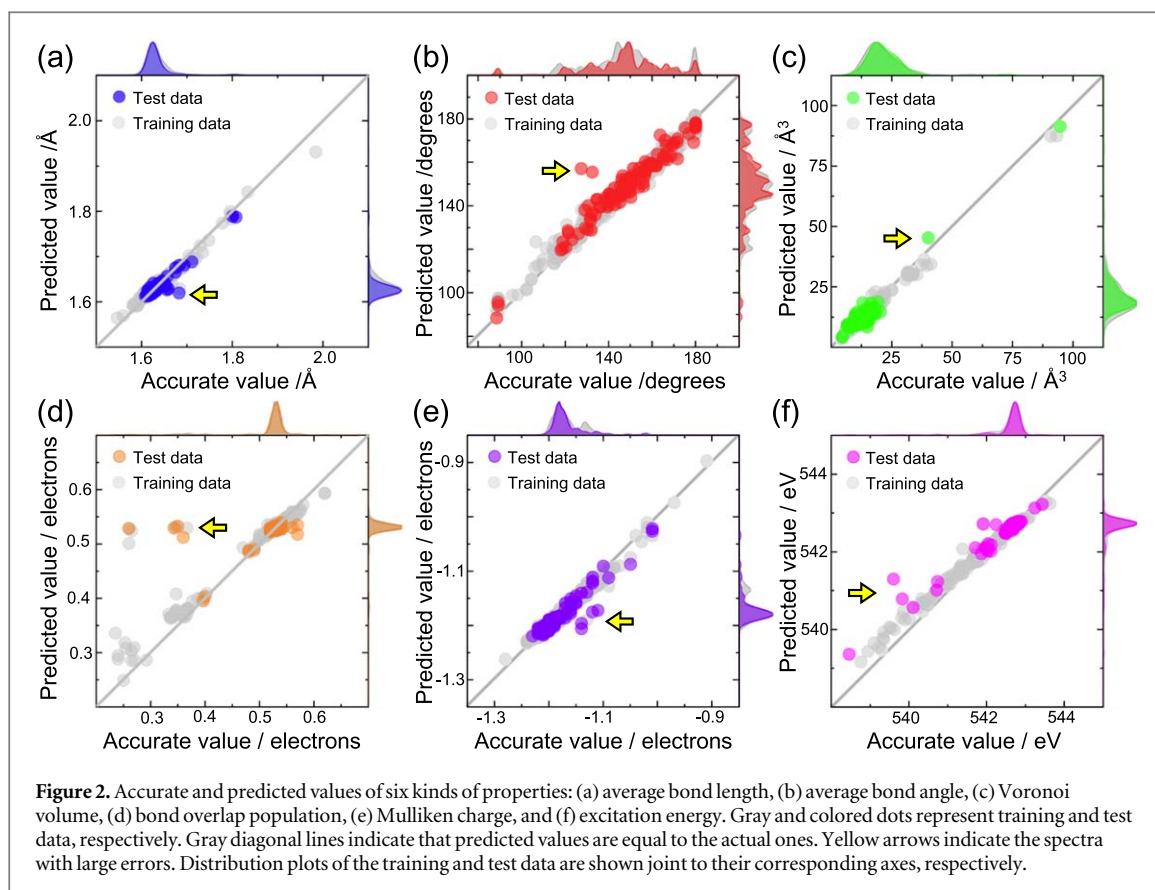 (a)
Test data
Training data
2.0
1.8
1.6
Predicted value /Å
1.6
1.8
2.0
Accurate value /Å
(b)
Test data
Training data
180
140
100
Predicted value /degrees
100
140
180
Accurate value /degrees
(c)
Test data
Training data
100
75
50
25
Predicted value / Å³
0
25
50
75
100
Accurate value / Å³
(d)
Test data
Training data
0.6
0.5
0.4
0.3
Predicted value / electrons
0.3
0.4
0.5
0.6
Accurate value / electrons
(e)
Test data
Training data
-0.9
-1.1
-1.3
Predicted value / electrons
-1.3
-1.1
-0.9
Accurate value / electrons
(f)
Test data
Training data
544
542
540
Predicted value / eV
540
542
544
Accurate value / eV
Figure 2. Accurate and predicted values of six kinds of properties: (a) average bond length, (b) average bond angle, (c) Voronoi
volume, (d) bond overlap population, (e) Mulliken charge, and (f) excitation energy. Gray and colored dots represent training and test
data, respectively. Gray diagonal lines indicate that predicted values are equal to the actual ones. Yellow arrows indicate the spectra
with large errors. Distribution plots of the training and test data are shown joint to their corresponding axes, respectively.